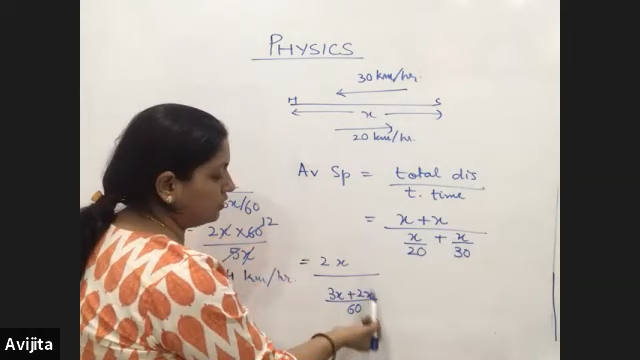 PHYSICS
30 km/hr.
H S
x
20 km/hr.
Av Sp = total dis
t. time
= x + x
x/20 + x/30
= 2x
3x + 2x
60
x/60
2x × 60 12
5x
4 km/hr.
Avijita